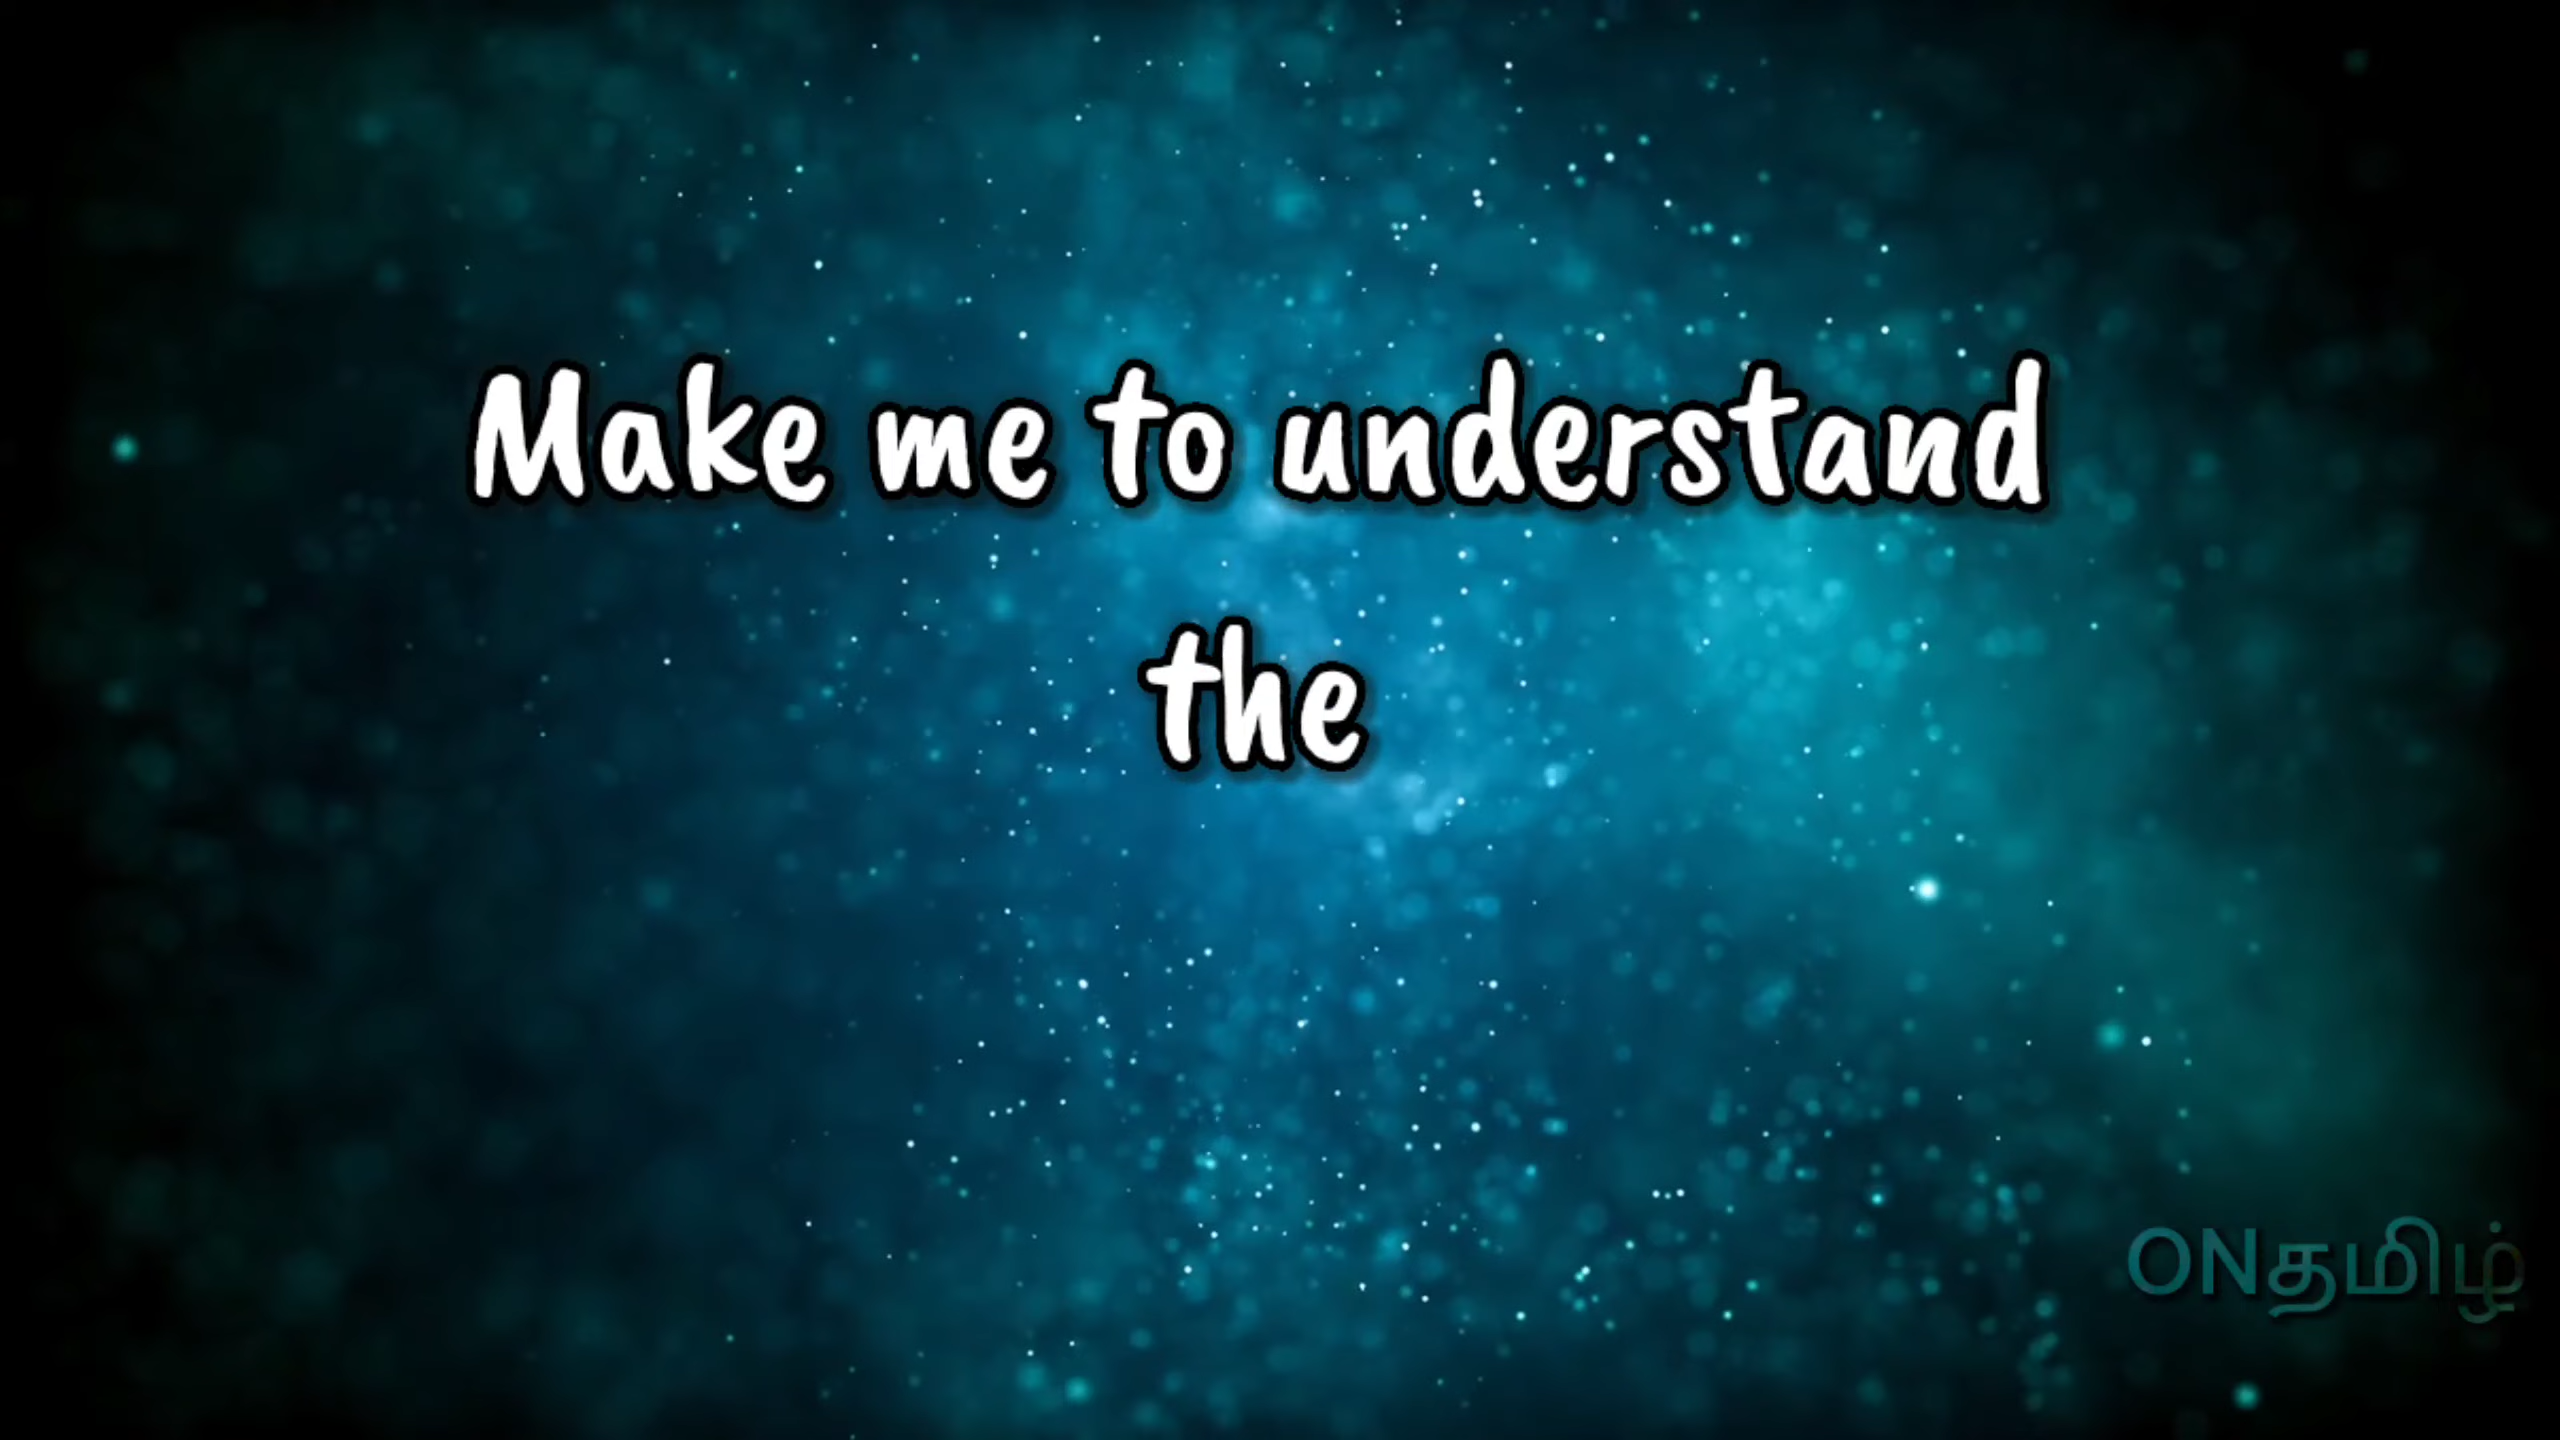 Make me to understand
the
ONதமிழ்